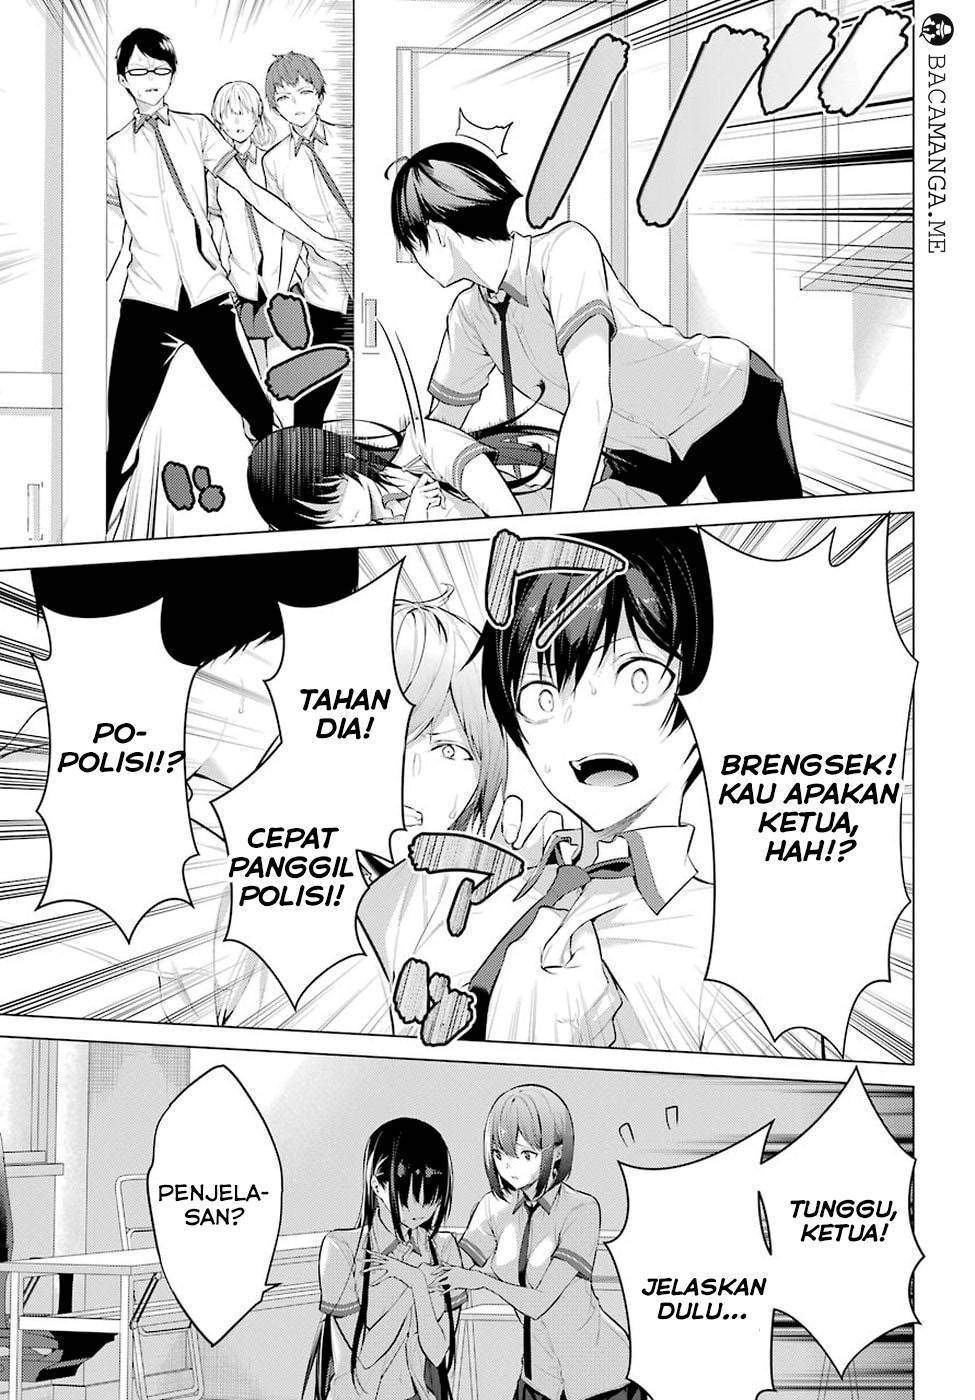 BACAMANGA.ME
BRENGSEK!
KAU APAKAN
KETUA,
HAH!?
TAHAN
DIA!
CEPAT
PANGGIL
POLISI!
PO-
POLISI!?
TUNGGU,
KETUA!
JELASKAN
DULU...
PENJELA-
SAN?